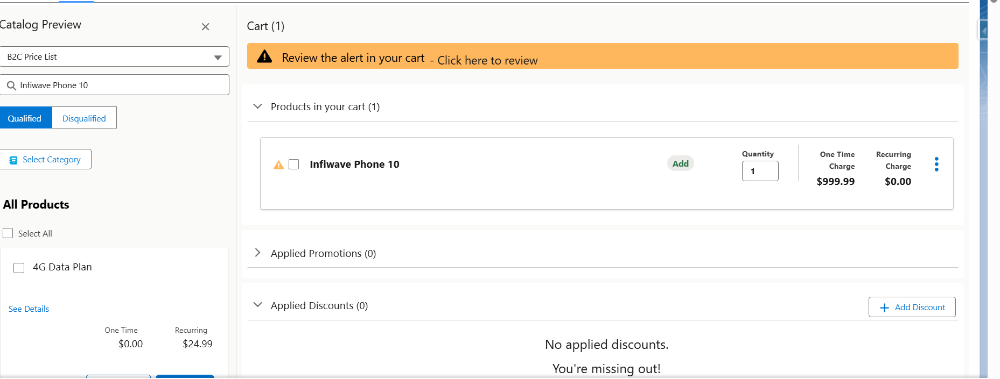 Catalog Preview
B2C Price List
Infiwave Phone 10
Qualified
Disqualified
Select Category
All Products
Select All
4G Data Plan
See Details
One Time
Recurring
$0.00
$24.99
Cart (1)
Review the alert in your cart - Click here to review
Products in your cart (1)
Infiwave Phone 10
Add
Quantity
1
One Time
Charge
$999.99
Recurring
Charge
$0.00
Applied Promotions (0)
Applied Discounts (0)
Add Discount
No applied discounts.
You're missing out!